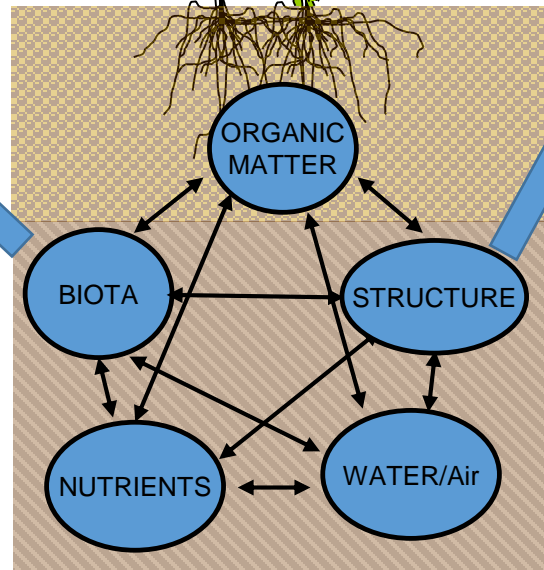 ORGANIC
MATTER
BIOTA
STRUCTURE
NUTRIENTS
WATER/Air